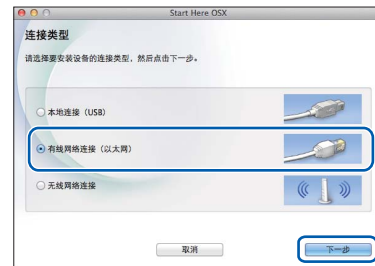 Start Here OSX
连接类型
请选择要安装设备的连接类型，然后点击下一步。
本地连接（USB）
有线网络连接（以太网）
无线网络连接
取消
下一步